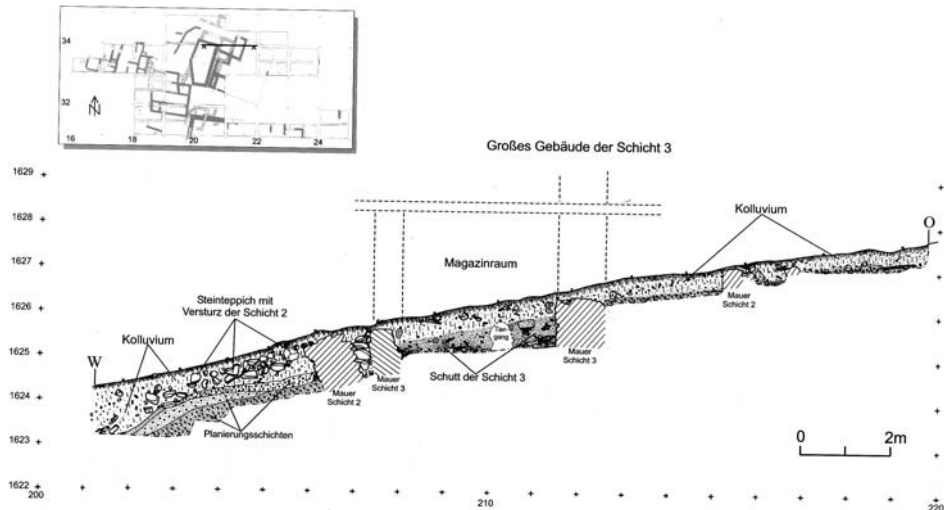 34
32
N
16
18
20
22
24
Großes Gebäude der Schicht 3
1629
1628
1627
1626
1625
1624
1623
1622
Kolluvium
O
Magazinraum
Steinteppich mit
Versturz der Schicht 2
Kolluvium
W
Tiergang
Mauer
Schicht 2
Mauer
Schicht 3
Schutt der Schicht 3
Mauer
Schicht 3
Mauer
Schicht 2
Planierungsschichten
0
2m
200
210
220